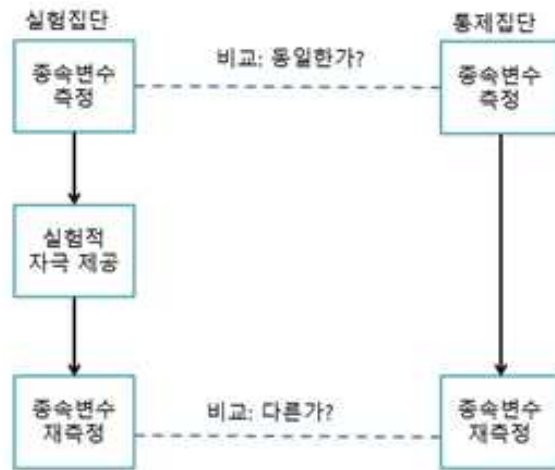 실험집단
통제집단
비교: 동일한가?
종속변수
측정
종속변수
측정
실험적
자극 제공
종속변수
재측정
비교: 다른가?
종속변수
재측정